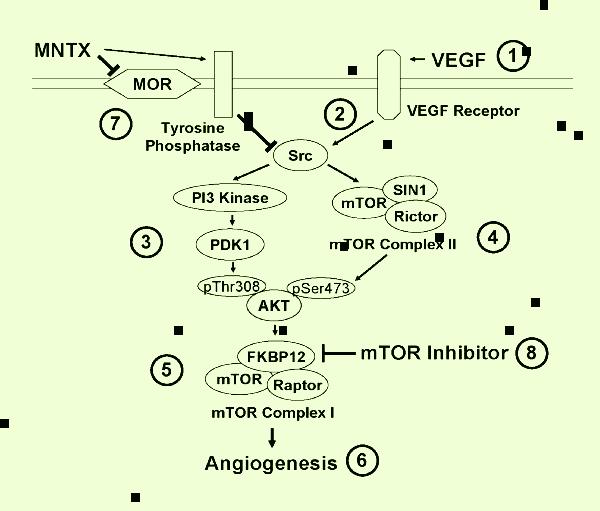 MNTX
VEGF 1
MOR
7
Tyrosine
Phosphatase
2
VEGF Receptor
Src
PI3 Kinase
SIN1
mTOR
Rictor
3
PDK1
mTOR Complex II
4
pThr308
pSer473
AKT
5
FKBP12
mTOR Inhibitor 8
mTOR
Raptor
mTOR Complex I
Angiogenesis 6